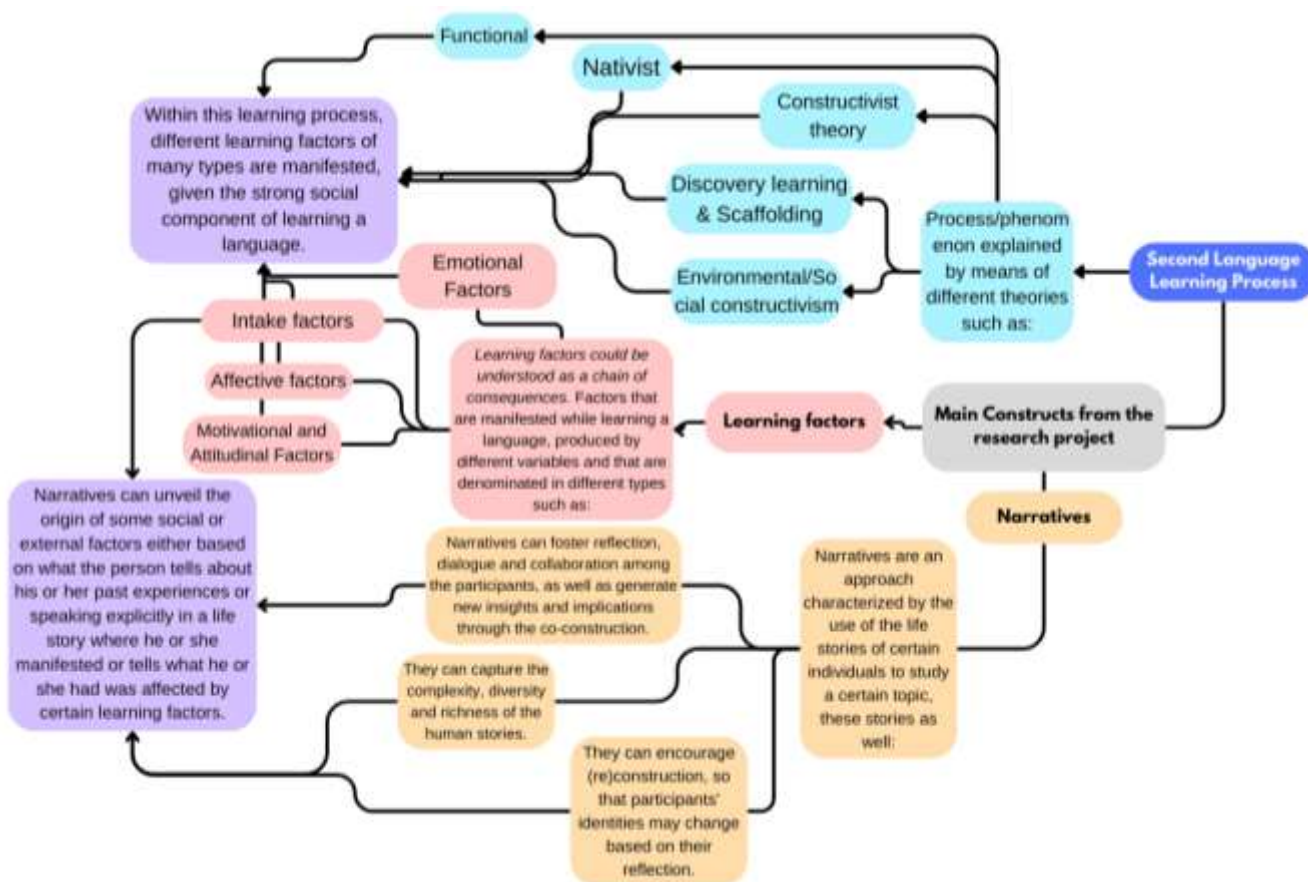 Functional
Nativist
Constructivist
theory
Within this learning process,
different learning factors of
many types are manifested,
given the strong social
component of learning a
language.
Discovery learning
& Scaffolding
Process/phenom
enon explained
by means of
different theories
such as:
Second Language
Learning Process
Emotional
Factors
Environmental/So
cial constructivism
Intake factors
Affective factors
Motivational and
Attitudinal Factors
Learning factors could be
understood as a chain of
consequences. Factors that
are manifested while learning a
language, produced by
different variables and that are
denominated in different types
such as:
Learning factors
Main Constructs from the
research project
Narratives
Narratives can unveil the
origin of some social or
external factors either based
on what the person tells about
his or her past experiences or
speaking explicitly in a life
story where he or she
manifested or tells what he or
she had was affected by
certain learning factors.
Narratives can foster reflection,
dialogue and collaboration among
the participants, as well as generate
new insights and implications
through the co-construction.
Narratives are an
approach
characterized by the
use of the life
stories of certain
individuals to study
a certain topic,
these stories as
well:
They can capture the
complexity, diversity
and richness of the
human stories.
They can encourage
(re)construction, so
that participants'
identities may change
based on their
reflection.